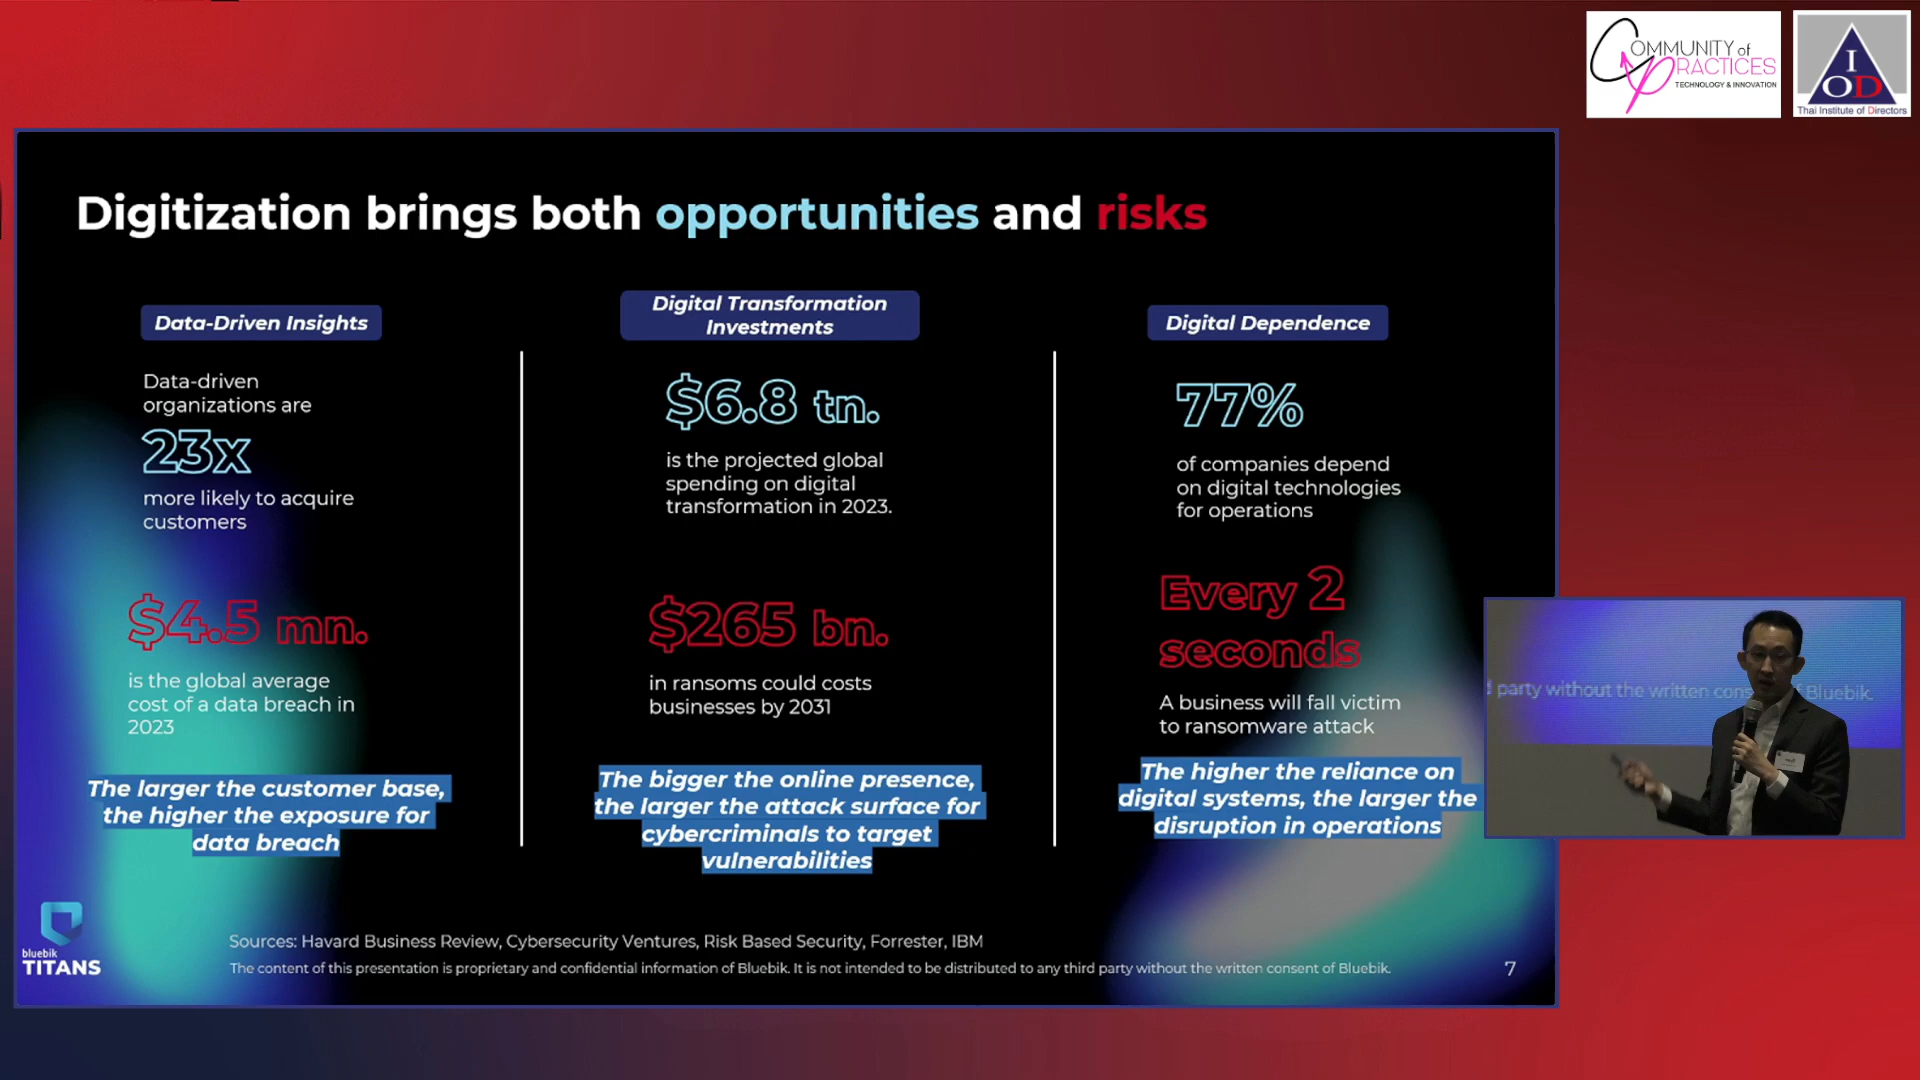 COMMUNITY of
PRACTICES
TECHNOLOGY & INNOVATION
IOD
Thai Institute of Directors
Digitization brings both opportunities and risks
Data-Driven Insights
Data-driven
organizations are
23x
more likely to acquire
customers
$4.5 mn.
is the global average
cost of a data breach in
2023
The larger the customer base,
the higher the exposure for
data breach
Digital Transformation
Investments
$6.8 tn.
is the projected global
spending on digital
transformation in 2023.
$265 bn.
in ransoms could costs
businesses by 2031
The bigger the online presence,
the larger the attack surface for
cybercriminals to target
vulnerabilities
Digital Dependence
77%
of companies depend
on digital technologies
for operations
Every 2
seconds
A business will fall victim
to ransomware attack
The higher the reliance on
digital systems, the larger the
disruption in operations
party without the written of Bluebik.
bluebik
TITANS
Sources: Havard Business Review, Cybersecurity Ventures, Risk Based Security, Forrester, IBM
The content of this presentation is proprietary and confidential information of Bluebik. It is not intended to be distributed to any third party without the written consent of Bluebik.
7